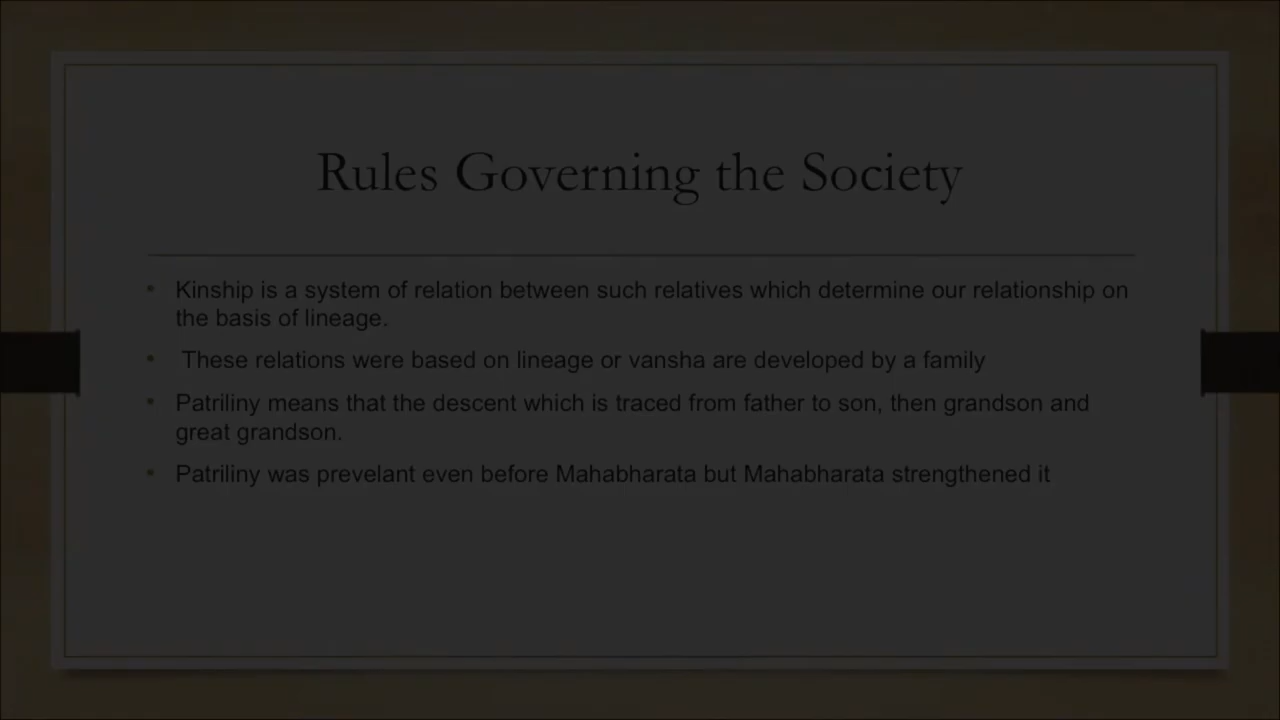 Rules Governing the Society
• Kinship is a system of relation between such relatives which determine our relationship on
the basis of lineage.
• These relations were based on lineage or vansha are developed by a family
• Patriliny means that the descent which is traced from father to son, then grandson and
great grandson.
• Patriliny was prevelant even before Mahabharata but Mahabharata strengthened it